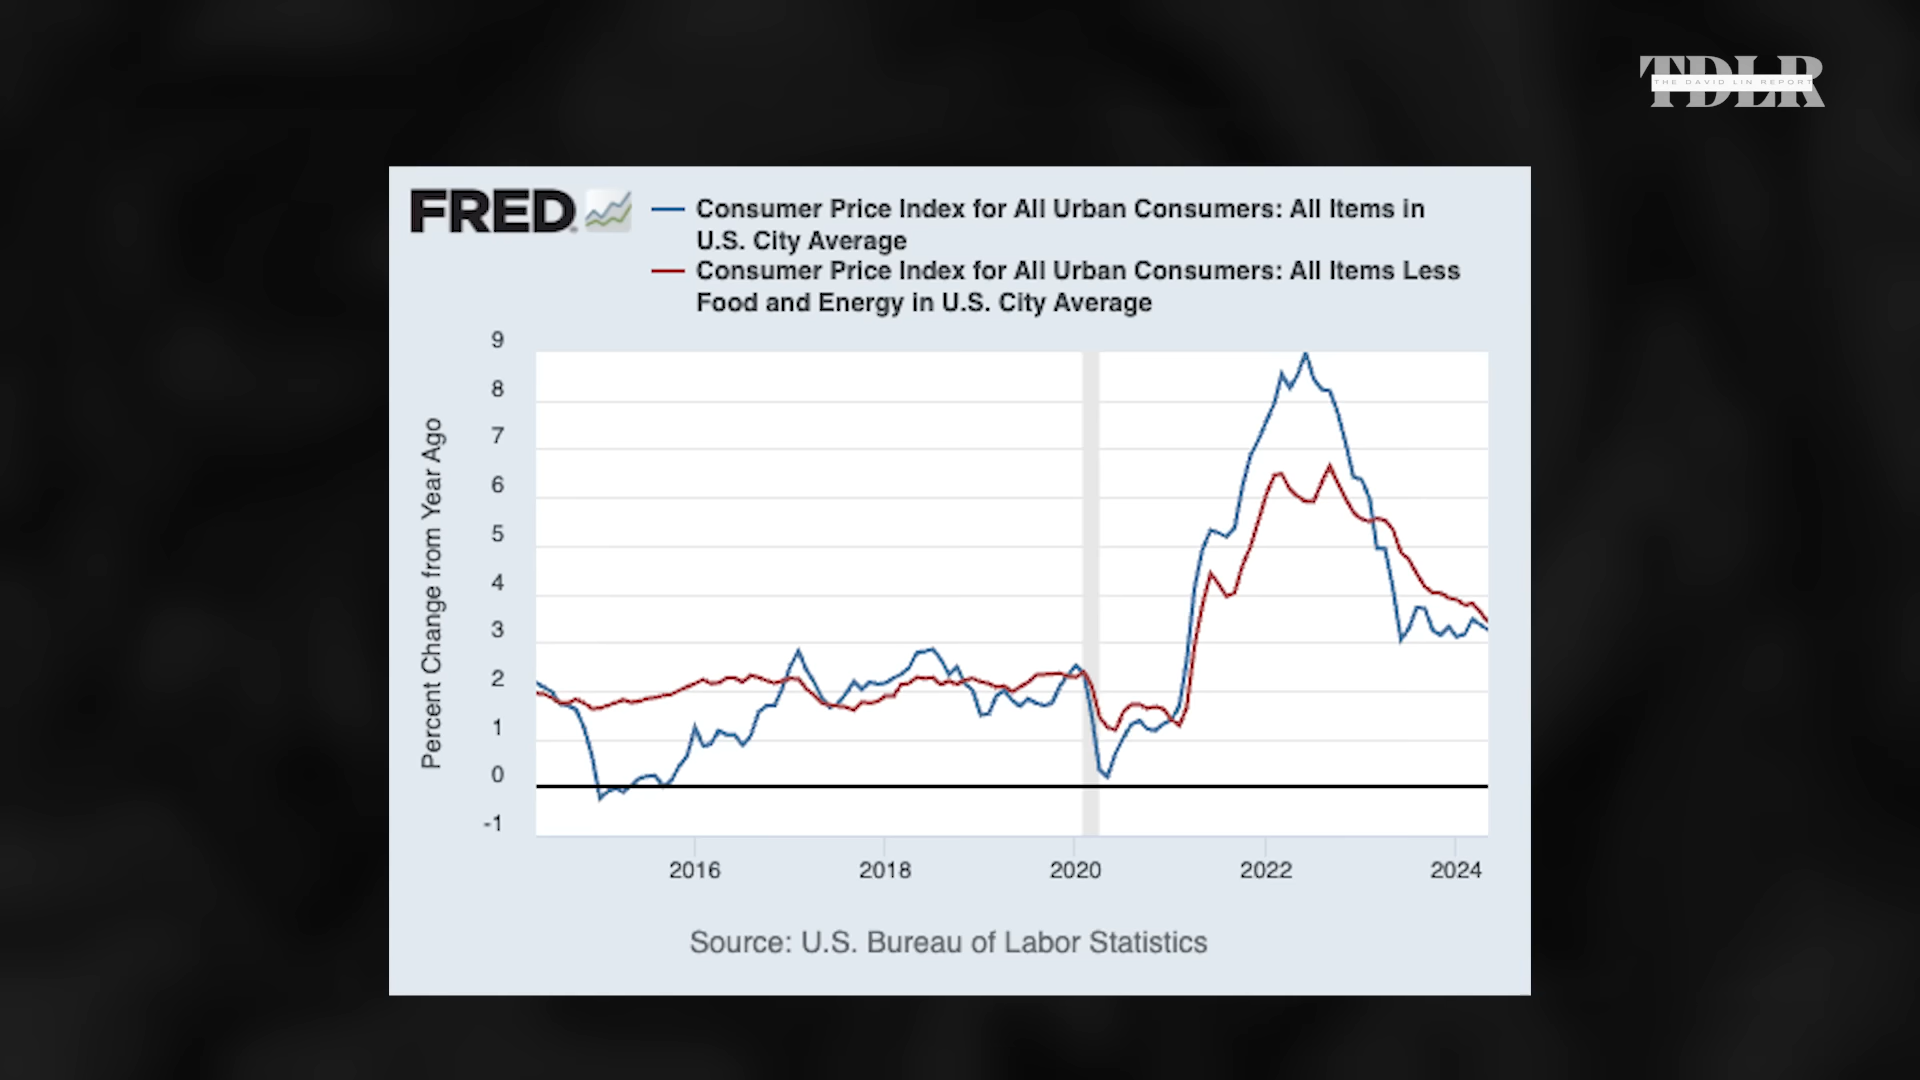 TDLR
THE DAVID LIN REPORT
FRED
Consumer Price Index for All Urban Consumers: All Items in
U.S. City Average
Consumer Price Index for All Urban Consumers: All Items Less
Food and Energy in U.S. City Average
Percent Change from Year Ago
9
8
7
6
5
4
3
2
1
0
-1
2016
2018
2020
2022
2024
Source: U.S. Bureau of Labor Statistics